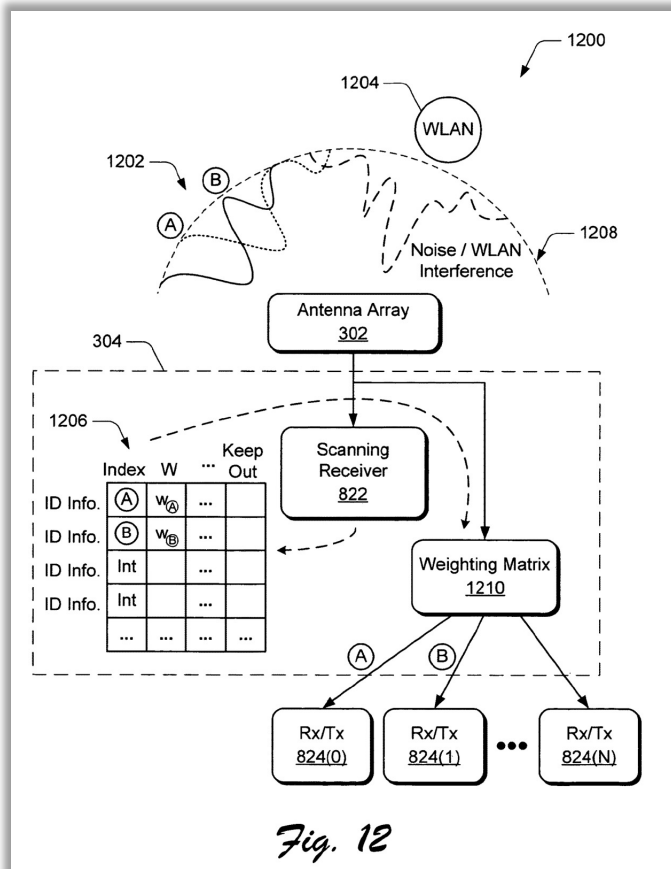 1200
1204
WLAN
1202
B
A
1208
Noise / WLAN
Interference
Antenna Array
302
304
1206
Scanning
Receiver
822
Keep
Index W ... Out
ID Info. A wA ...
ID Info. B wB ...
ID Info. Int ...
ID Info. Int ...
... ... ... ...
Weighting Matrix
1210
A B
Rx/Tx Rx/Tx ••• Rx/Tx
824(0) 824(1) 824(N)
Fig. 12